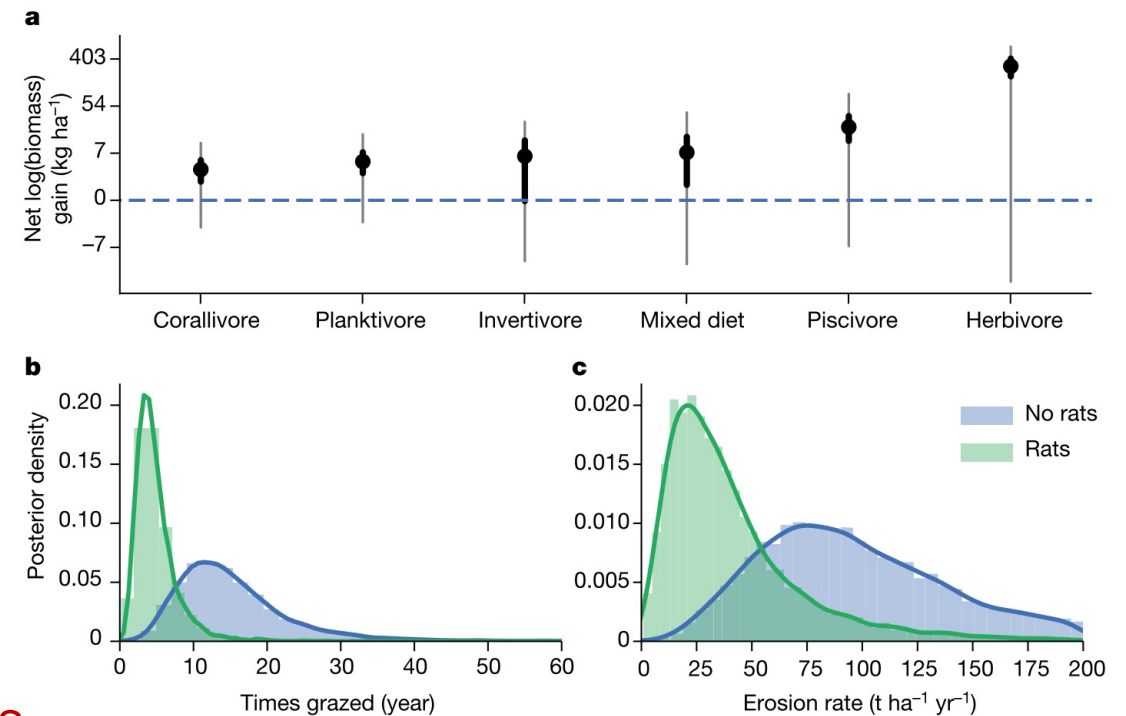 a
Net log(biomass)
gain (kg ha⁻¹)
403
54
7
0
–7
Corallivore Planktivore Invertivore Mixed diet Piscivore Herbivore
b
Posterior density
0.20
0.15
0.10
0.05
0
0 10 20 30 40 50 60
Times grazed (year)
c
0.020
0.015
0.010
0.005
0
No rats
Rats
0 25 50 75 100 125 150 175 200
Erosion rate (t ha⁻¹ yr⁻¹)